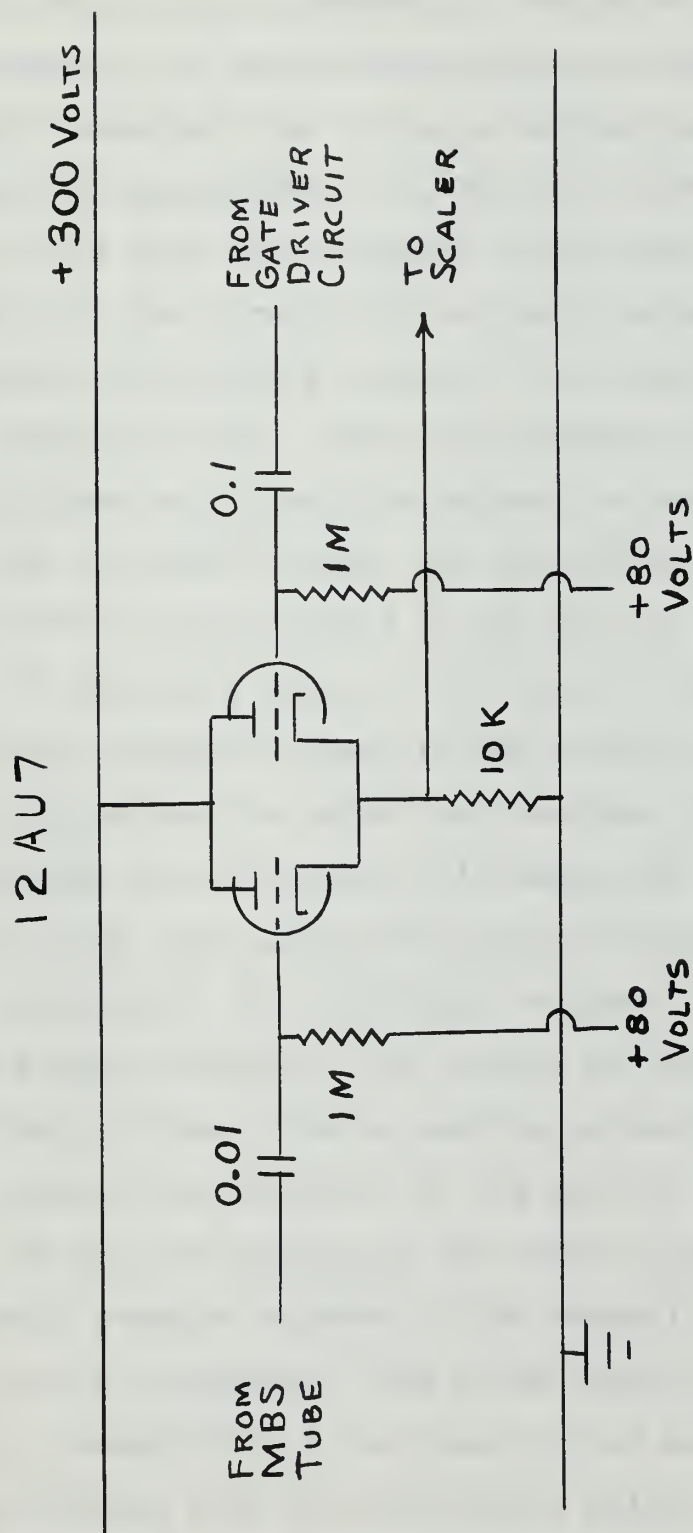 12AU7
+300 VOLTS
0.01
1M
FROM
MBS
TUBE
+80
VOLTS
10K
0.1
1M
FROM
GATE
DRIVER
CIRCUIT
TO
SCALER
+80
VOLTS